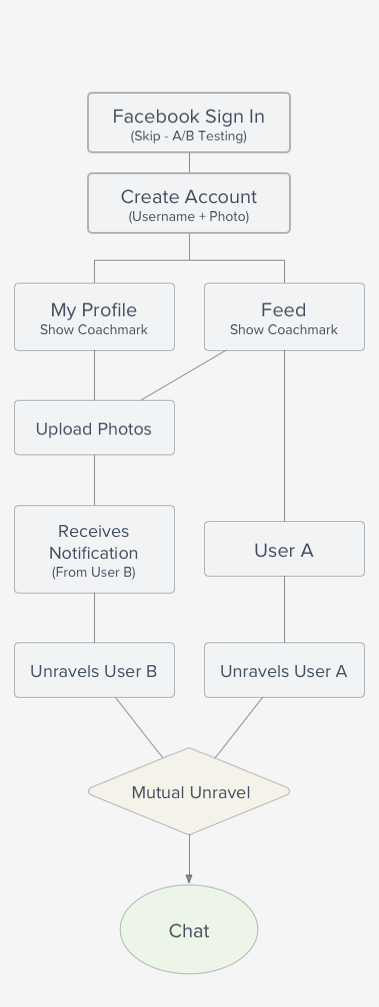 Facebook Sign In
(Skip - A/B Testing)
Create Account
(Username + Photo)
My Profile
Show Coachmark
Feed
Show Coachmark
Upload Photos
Receives
Notification
(From User B)
User A
Unravels User B
Unravels User A
Mutual Unravel
Chat